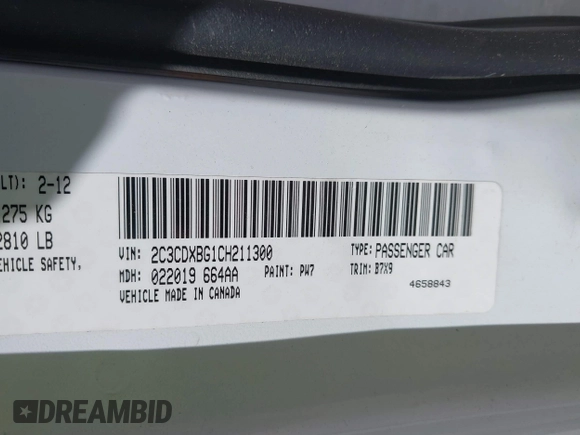 LT): 2-12
275 KG
2810 LB
EHICLE SAFETY,
VIN: 2C3CDXBG1CH211300
TYPE: PASSENGER CAR
MDH: 022019 664AA
PAINT: PW7
TRIM: B7X9
VEHICLE MADE IN CANADA
4658843
DREAMBID